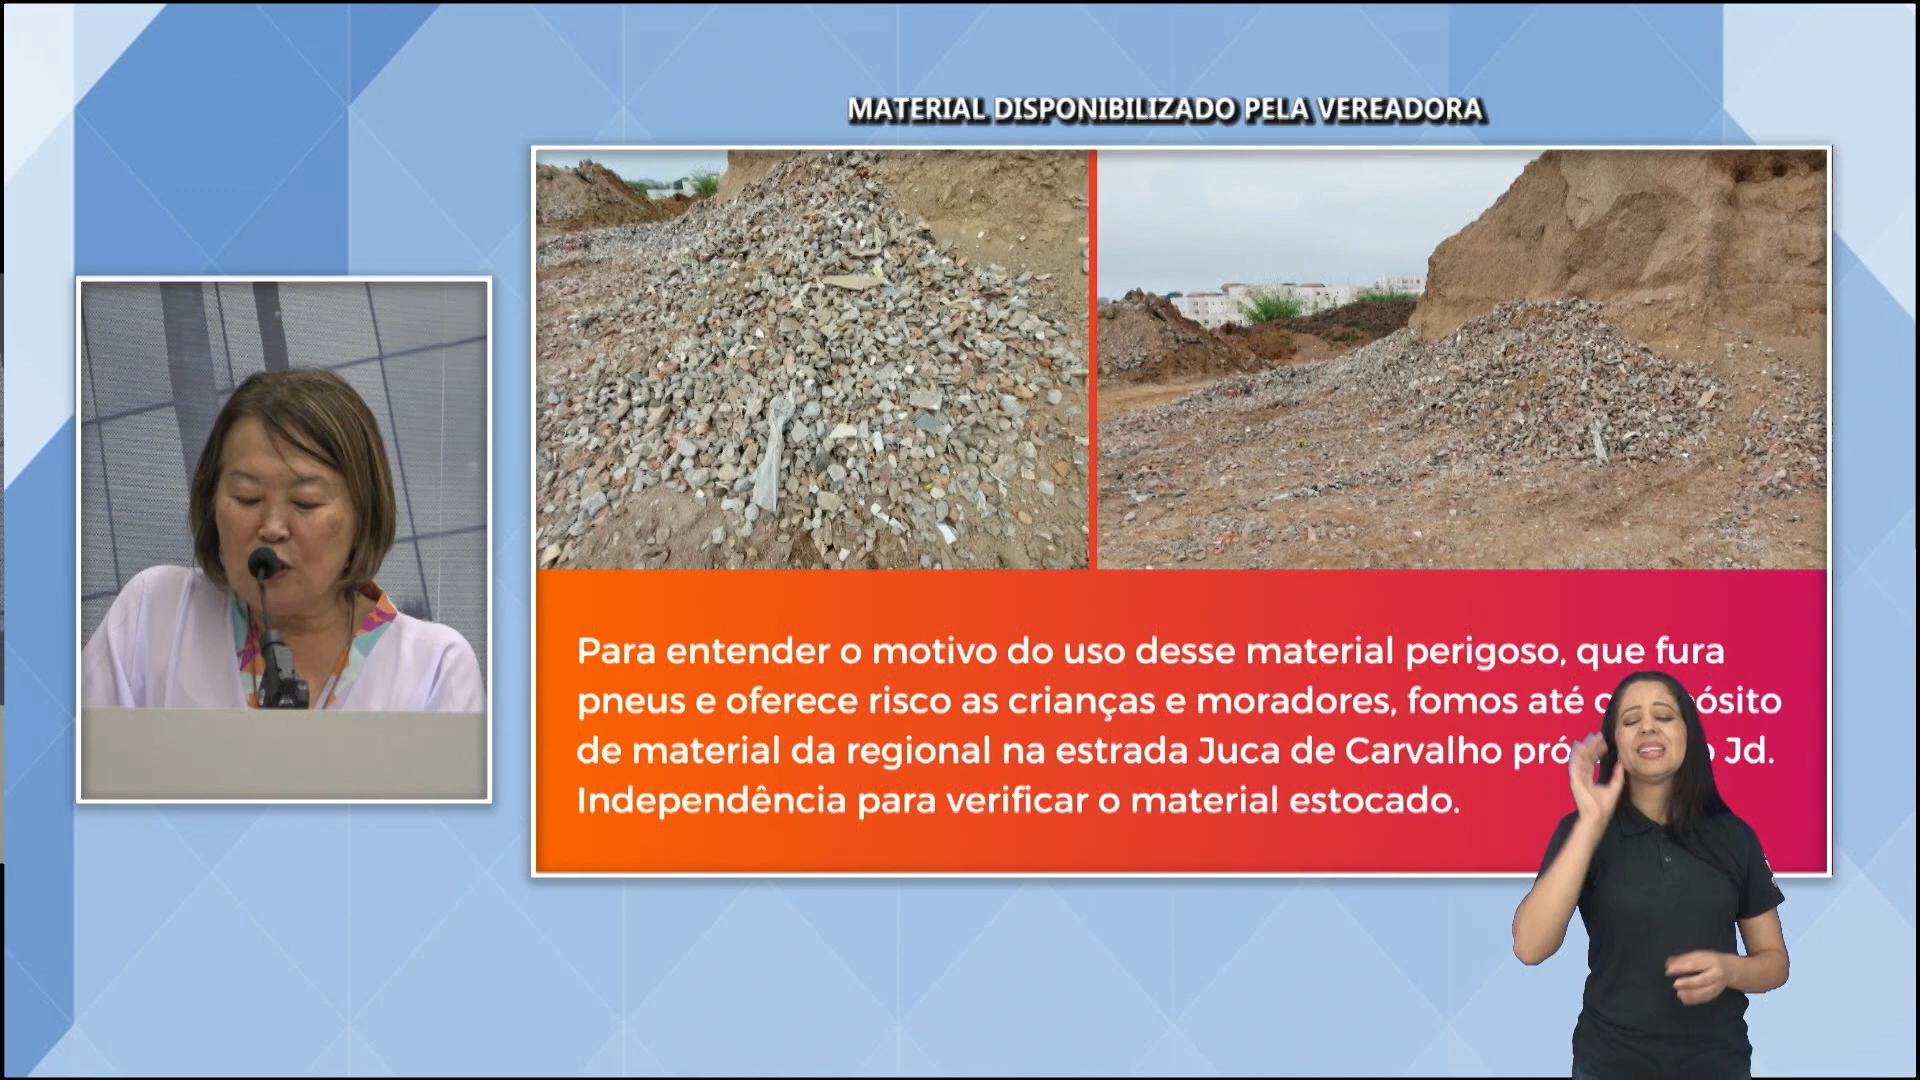 MATERIAL DISPONIBILIZADO PELA VEREADORA
Para entender o motivo do uso desse material perigoso, que fura
pneus e oferece risco as crianças e moradores, fomos até
de material da regional na estrada Juca de Carvalho Jd.
Independência para verificar o material estocado.